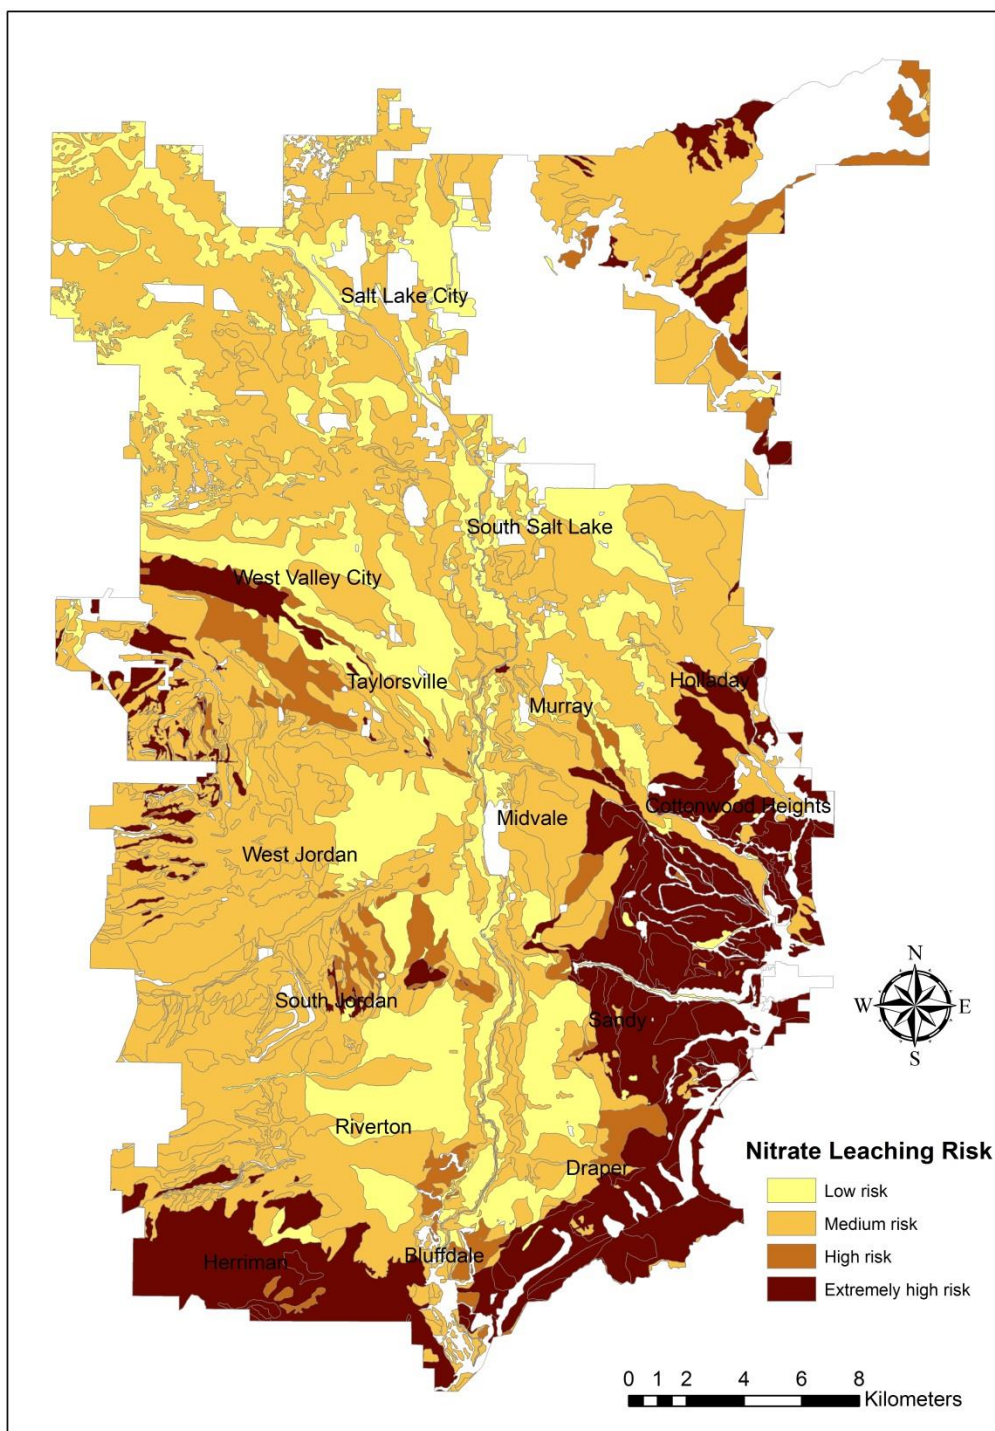 Salt Lake City
South Salt Lake
West Valley City
Taylorsville
Holladay
Murray
Cottonwood Heights
Midvale
West Jordan
South Jordan
Sandy
Riverton
Draper
Bluffdale
Herriman
N
W E
S
Nitrate Leaching Risk
Low risk
Medium risk
High risk
Extremely high risk
0 1 2 4 6 8
Kilometers